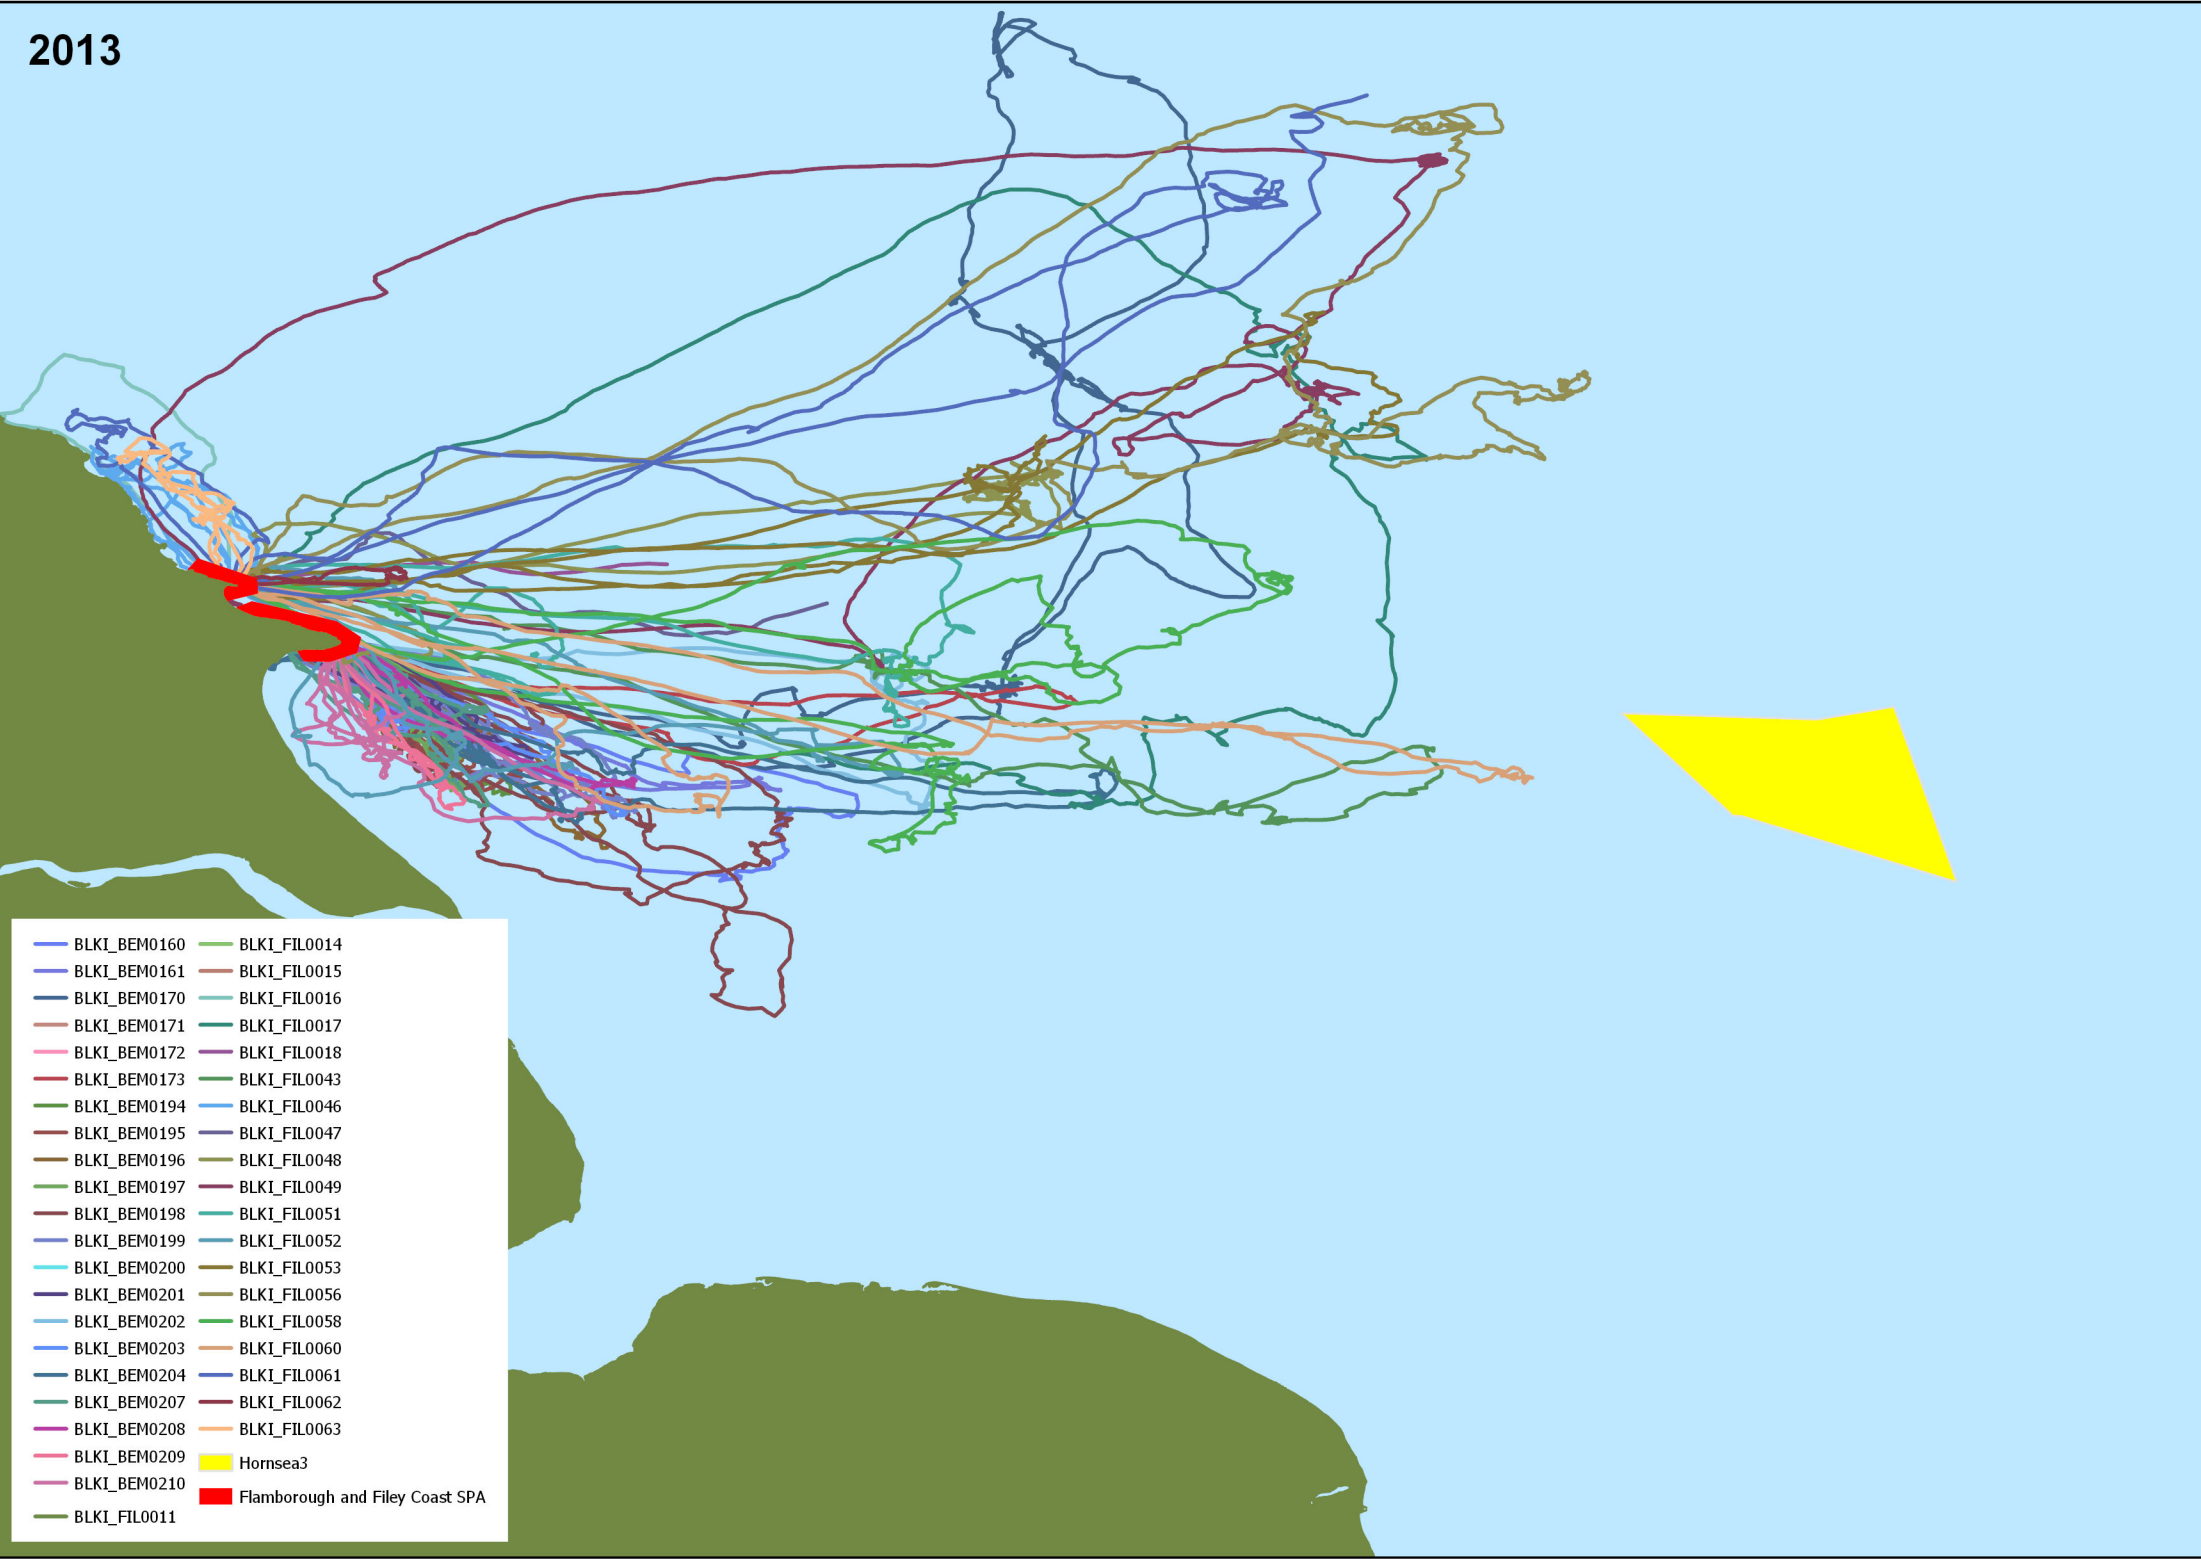 2013
BLKI_BEM0160
BLKI_BEM0161
BLKI_BEM0170
BLKI_BEM0171
BLKI_BEM0172
BLKI_BEM0173
BLKI_BEM0194
BLKI_BEM0195
BLKI_BEM0196
BLKI_BEM0197
BLKI_BEM0198
BLKI_BEM0199
BLKI_BEM0200
BLKI_BEM0201
BLKI_BEM0202
BLKI_BEM0203
BLKI_BEM0204
BLKI_BEM0207
BLKI_BEM0208
BLKI_BEM0209
BLKI_BEM0210
BLKI_FIL0011
BLKI_FIL0014
BLKI_FIL0015
BLKI_FIL0016
BLKI_FIL0017
BLKI_FIL0018
BLKI_FIL0043
BLKI_FIL0046
BLKI_FIL0047
BLKI_FIL0048
BLKI_FIL0049
BLKI_FIL0051
BLKI_FIL0052
BLKI_FIL0053
BLKI_FIL0056
BLKI_FIL0058
BLKI_FIL0060
BLKI_FIL0061
BLKI_FIL0062
BLKI_FIL0063
Hornsea3
Flamborough and Filey Coast SPA